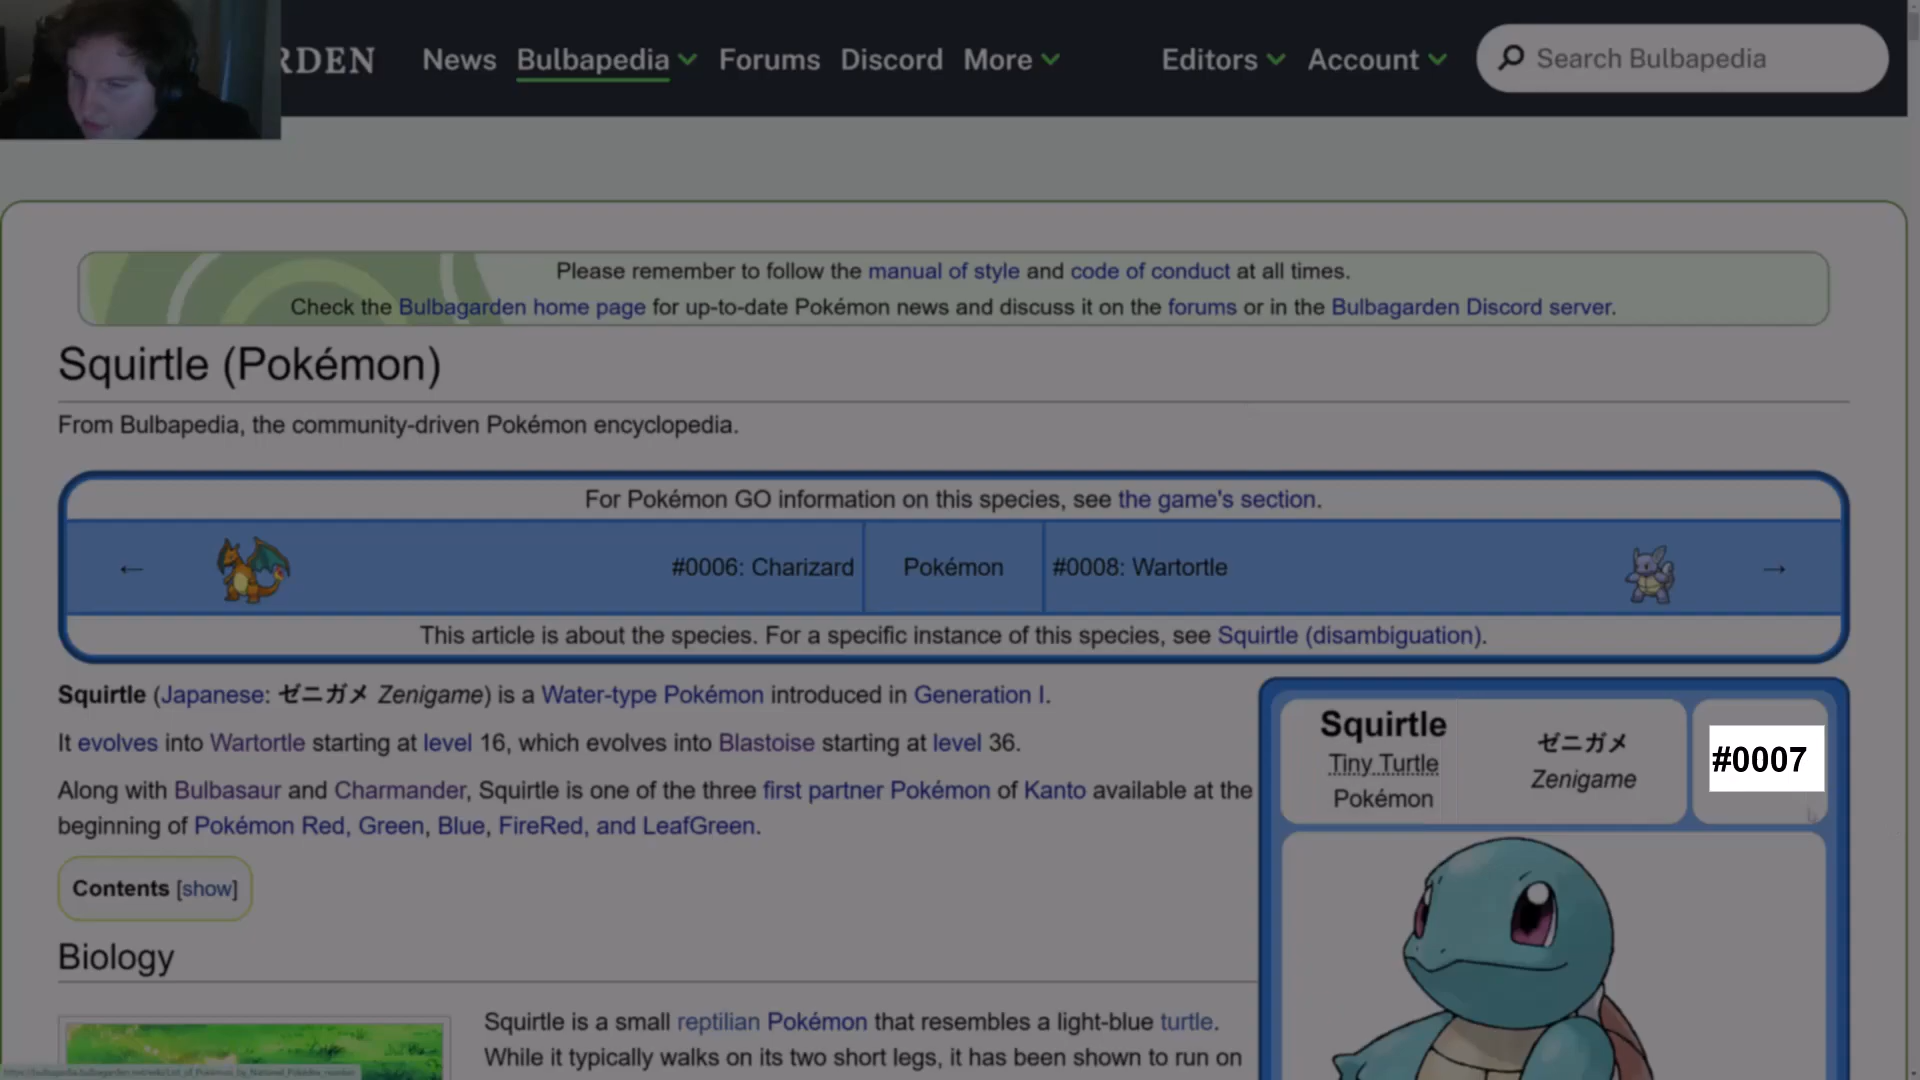 RDEN News Bulbapedia Forums Discord More Editors Account Search Bulbapedia
Please remember to follow the manual of style and code of conduct at all times.
Check the Bulbagarden home page for up-to-date Pokémon news and discuss it on the forums or in the Bulbagarden Discord server.
Squirtle (Pokémon)
From Bulbapedia, the community-driven Pokémon encyclopedia.
For Pokémon GO information on this species, see the game's section.
← #0006: Charizard Pokémon #0008: Wartortle →
This article is about the species. For a specific instance of this species, see Squirtle (disambiguation).
Squirtle (Japanese: ゼニガメ Zenigame) is a Water-type Pokémon introduced in Generation I.
It evolves into Wartortle starting at level 16, which evolves into Blastoise starting at level 36.
Along with Bulbasaur and Charmander, Squirtle is one of the three first partner Pokémon of Kanto available at the
beginning of Pokémon Red, Green, Blue, FireRed, and LeafGreen.
Contents [show]
Biology
Squirtle is a small reptilian Pokémon that resembles a light-blue turtle.
While it typically walks on its two short legs, it has been shown to run on
Squirtle
Tiny Turtle
Pokémon
ゼニガメ
Zenigame
#0007